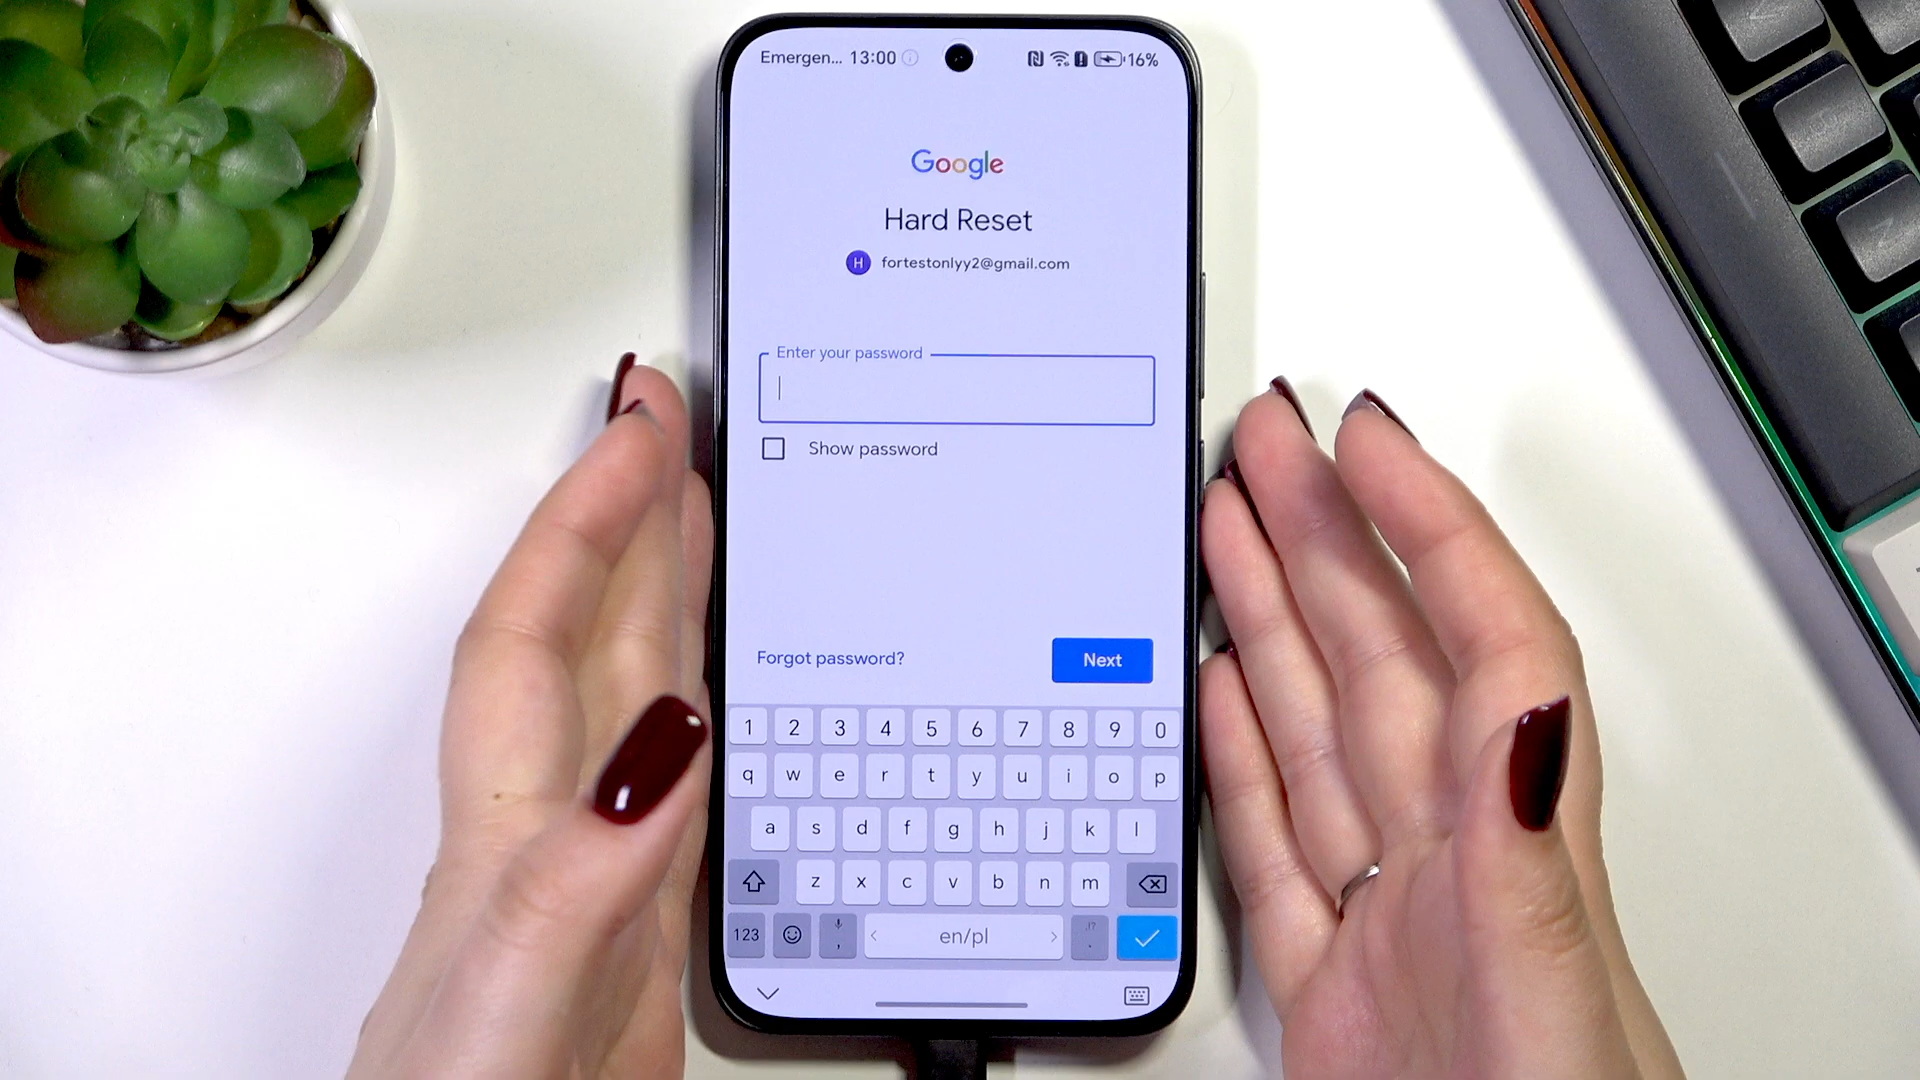 Emergen... 13:00 16%
Google
Hard Reset
H fortestonlyy2@gmail.com
Enter your password
Show password
Forgot password? Next
1 2 3 4 5 6 7 8 9 0
q w e r t y u i o p
a s d f g h j k l
z x c v b n m
123 , < en/pl > .